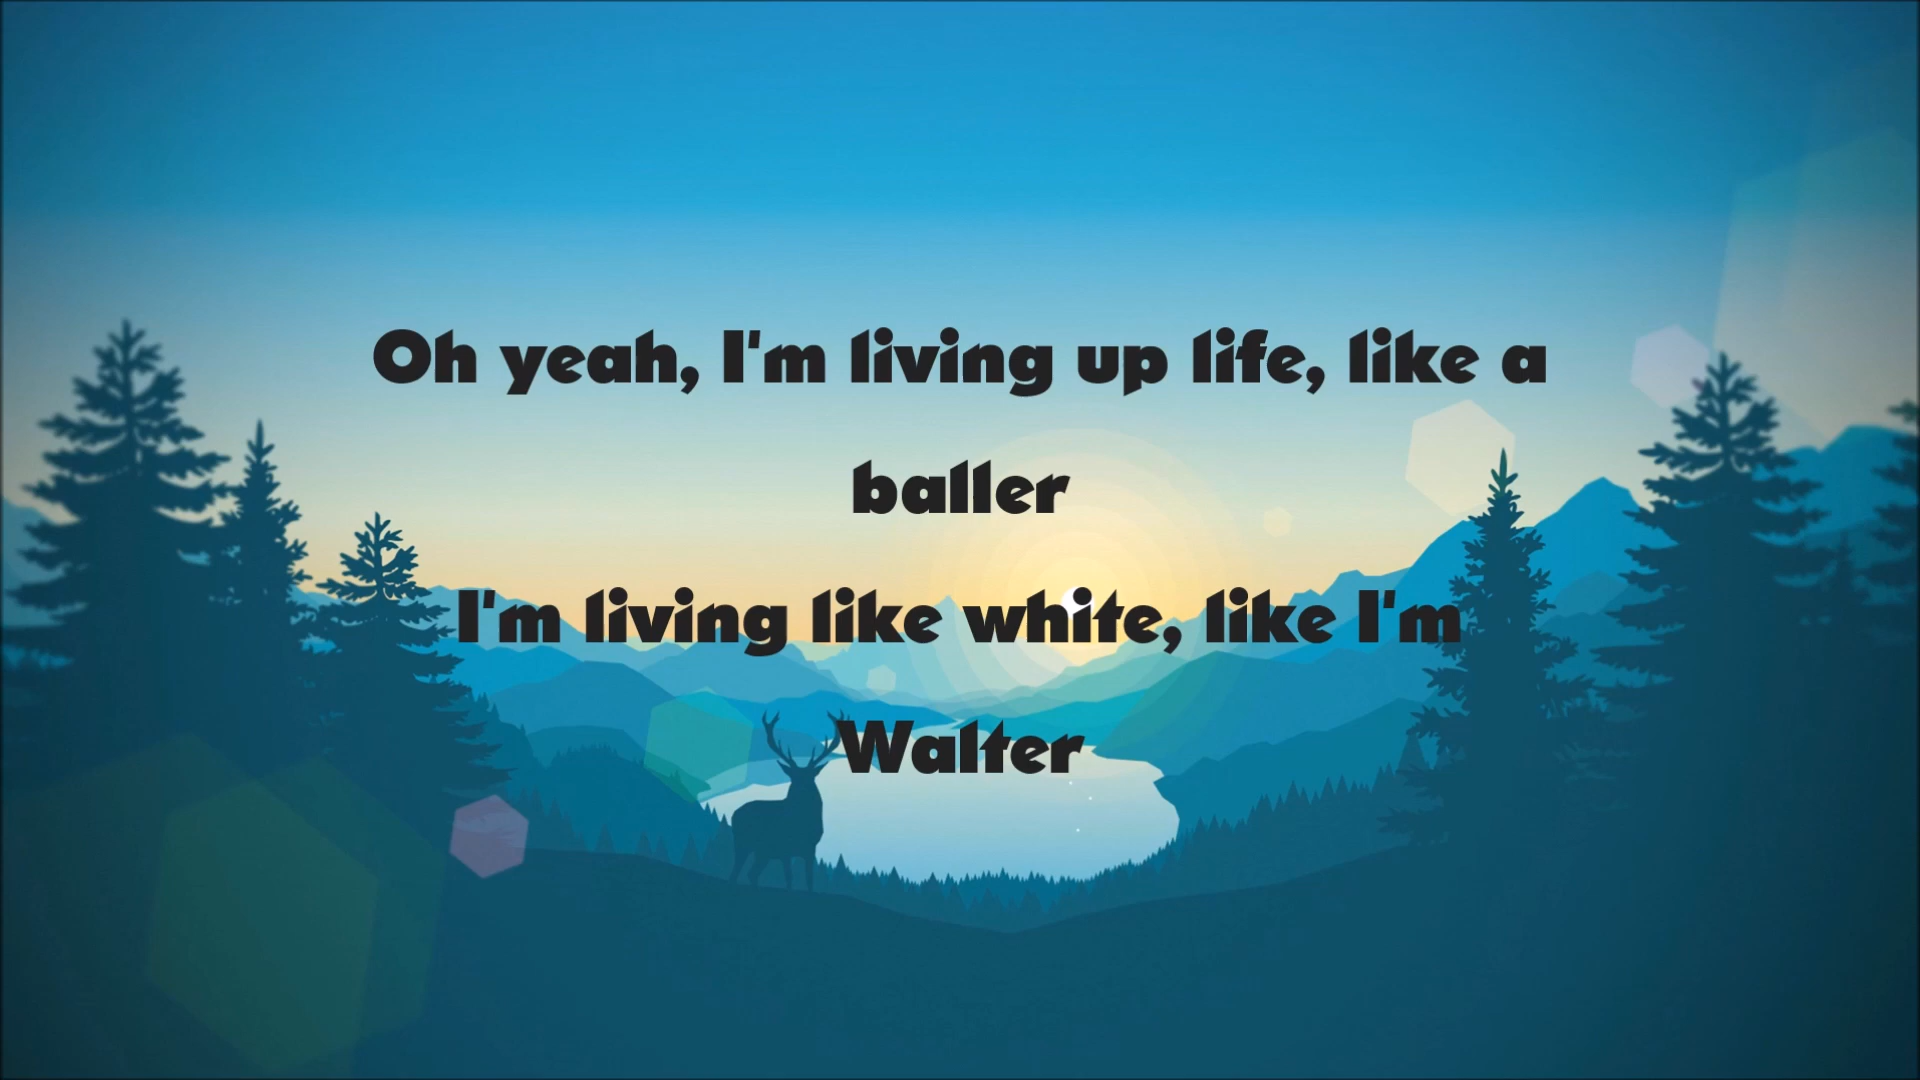 Oh yeah, I'm living up life, like a
baller
I'm living like white, like I'm
Walter